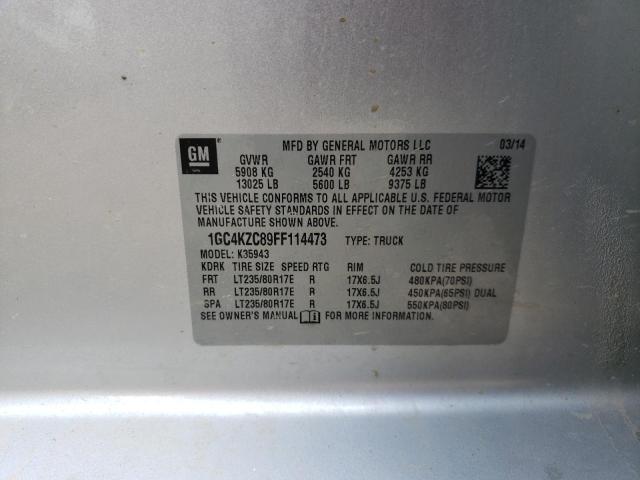 GM
MFD BY GENERAL MOTORS LLC 03/14
GVWR GAWR FRT GAWR RR
5908 KG 2540 KG 4253 KG
13025 LB 5600 LB 9375 LB
THIS VEHICLE CONFORMS TO ALL APPLICABLE U.S. FEDERAL MOTOR
VEHICLE SAFETY STANDARDS IN EFFECT ON THE DATE OF
MANUFACTURE SHOWN ABOVE.
1GC4KZC89FF114473 TYPE: TRUCK
MODEL: K35943
KDRK TIRE SIZE SPEED RTG RIM COLD TIRE PRESSURE
FRT LT235/80R17E R 17X6.5J 480KPA(70PSI)
RR LT235/80R17E R 17X6.5J 450KPA(65PSI) DUAL
SPA LT235/80R17E R 17X6.5J 550KPA(80PSI)
SEE OWNER'S MANUAL FOR MORE INFORMATION.